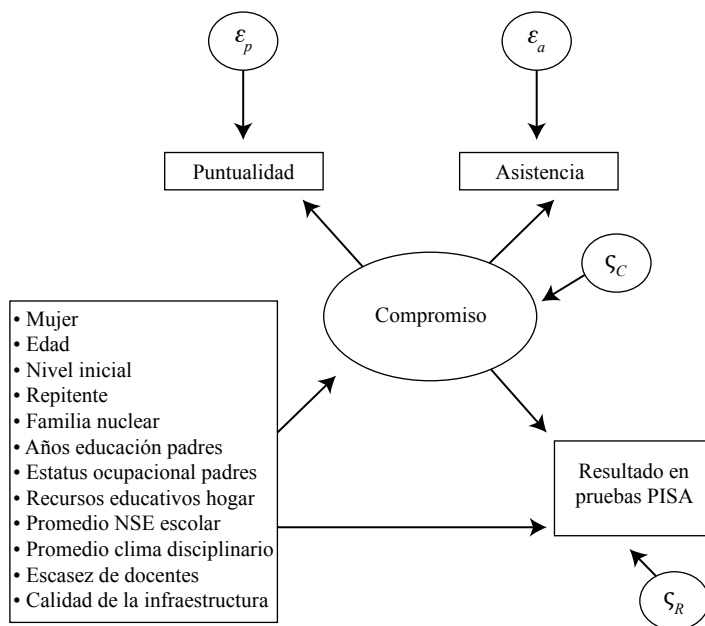 ε_p
ε_a
Puntualidad
Asistencia
ς_C
Compromiso
• Mujer
• Edad
• Nivel inicial
• Repitente
• Familia nuclear
• Años educación padres
• Estatus ocupacional padres
• Recursos educativos hogar
• Promedio NSE escolar
• Promedio clima disciplinario
• Escasez de docentes
• Calidad de la infraestructura
Resultado en
pruebas PISA
ς_R